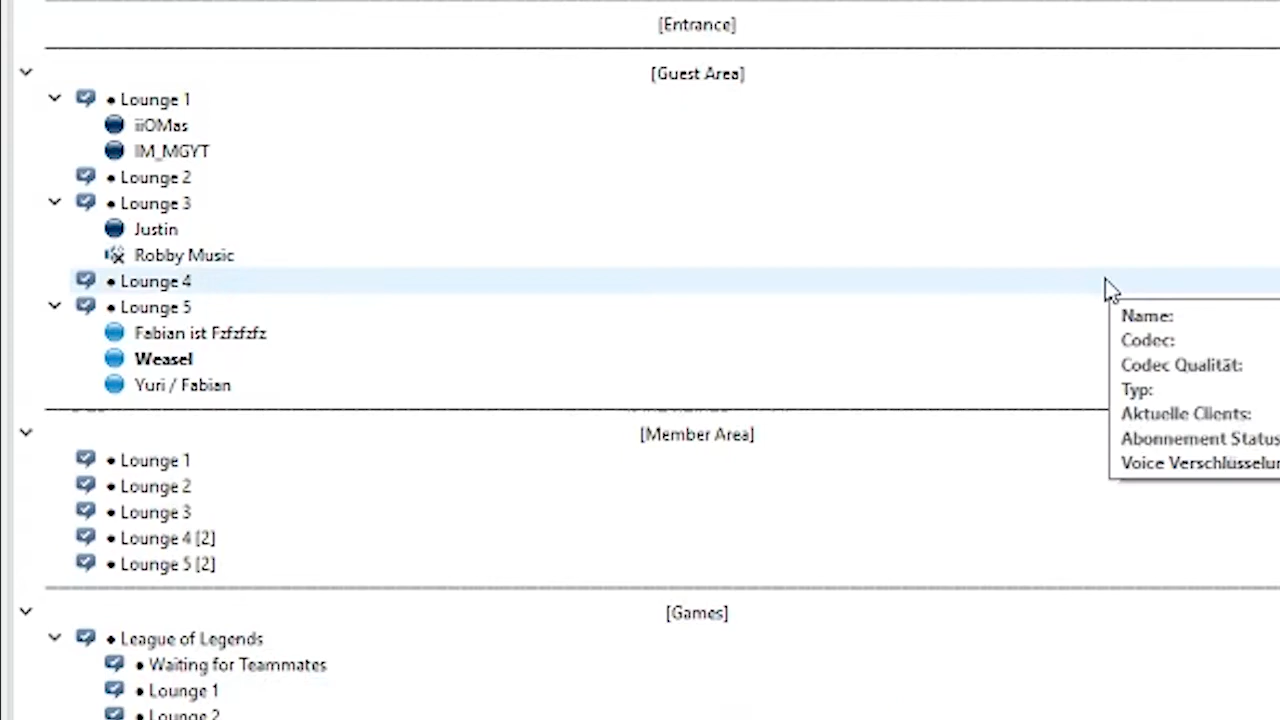 [Entrance]
[Guest Area]
● Lounge 1
iiOMas
IM_MGYT
● Lounge 2
● Lounge 3
Justin
Robby Music
● Lounge 4
● Lounge 5
Fabian ist Fzfzfzfz
Weasel
Yuri / Fabian
Name:
Codec:
Codec Qualität:
Typ:
Aktuelle Clients:
Abonnement Status
Voice Verschlüsselun
[Member Area]
● Lounge 1
● Lounge 2
● Lounge 3
● Lounge 4 [2]
● Lounge 5 [2]
[Games]
● League of Legends
● Waiting for Teammates
● Lounge 1
● Lounge 2